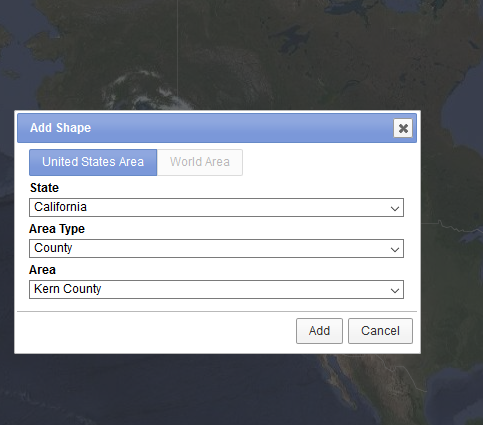 Add Shape
United States Area World Area
State
California
Area Type
County
Area
Kern County
Add Cancel